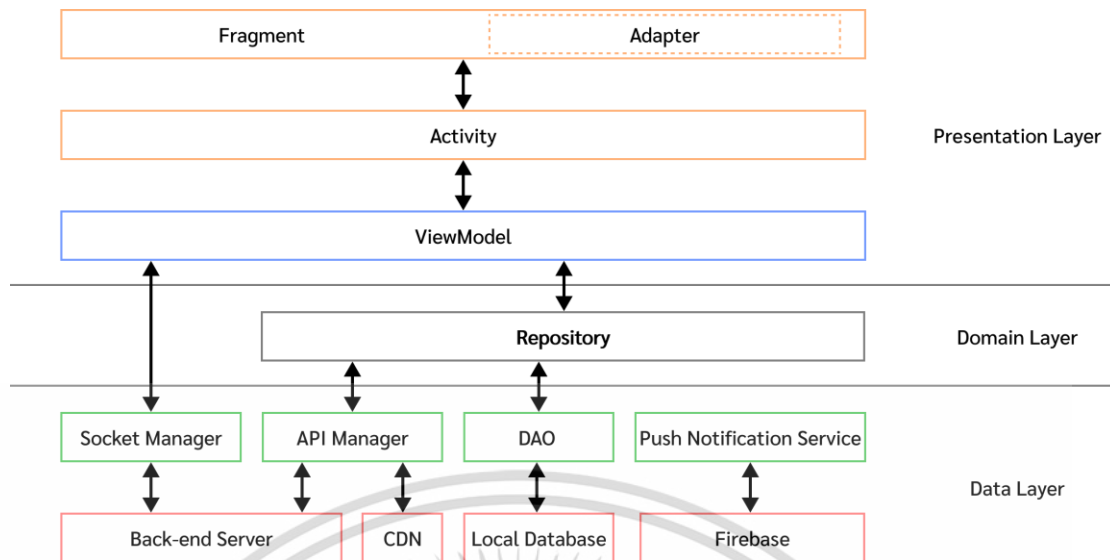 Fragment
Adapter
Activity
Presentation Layer
ViewModel
Repository
Domain Layer
Socket Manager
API Manager
DAO
Push Notification Service
Data Layer
Back-end Server
CDN
Local Database
Firebase